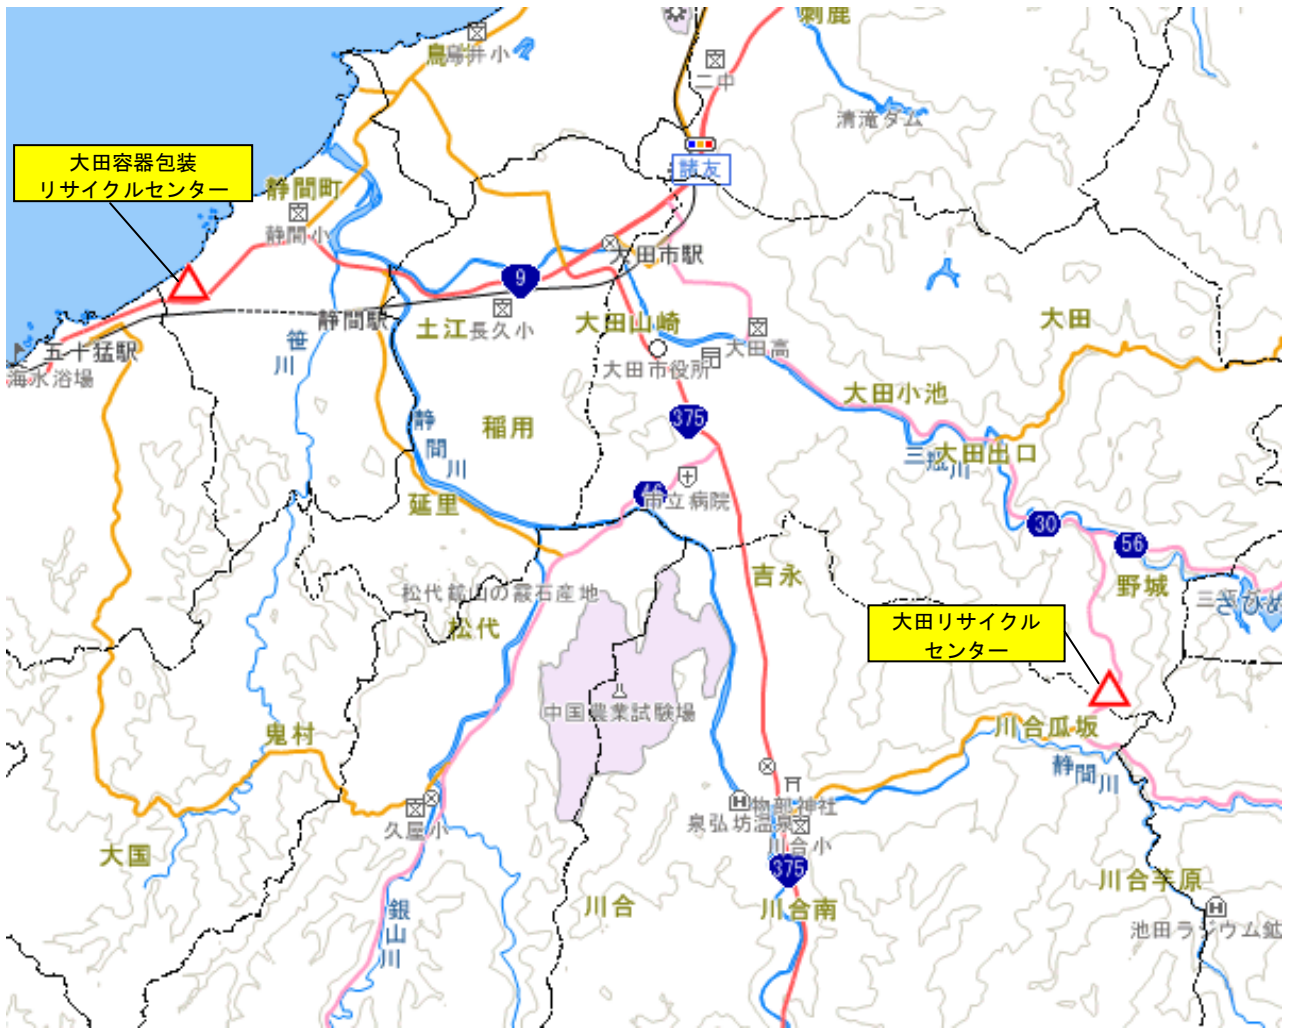 刺鹿
鳥井小
二中
清滝ダム
大田容器包装
リサイクルセンター
諸友
静間町
静間小
大田市駅
9
静間駅
土江
長久小
大田山崎
大田
笹川
五十猛駅
海水浴場
大田市役所
大田高
大田小池
375
静間川
稲用
三瓶川
大田出口
市立病院
46
延里
30
56
吉永
野城
さひめ
松代鉱山の霰石産地
松代
大田リサイクル
センター
中国農業試験場
鬼村
川合瓜坂
静間川
物部神社
泉弘坊温泉
川合小
久屋小
大国
375
川合南
川合
川合芋原
銀山川
池田ラジウム鉱